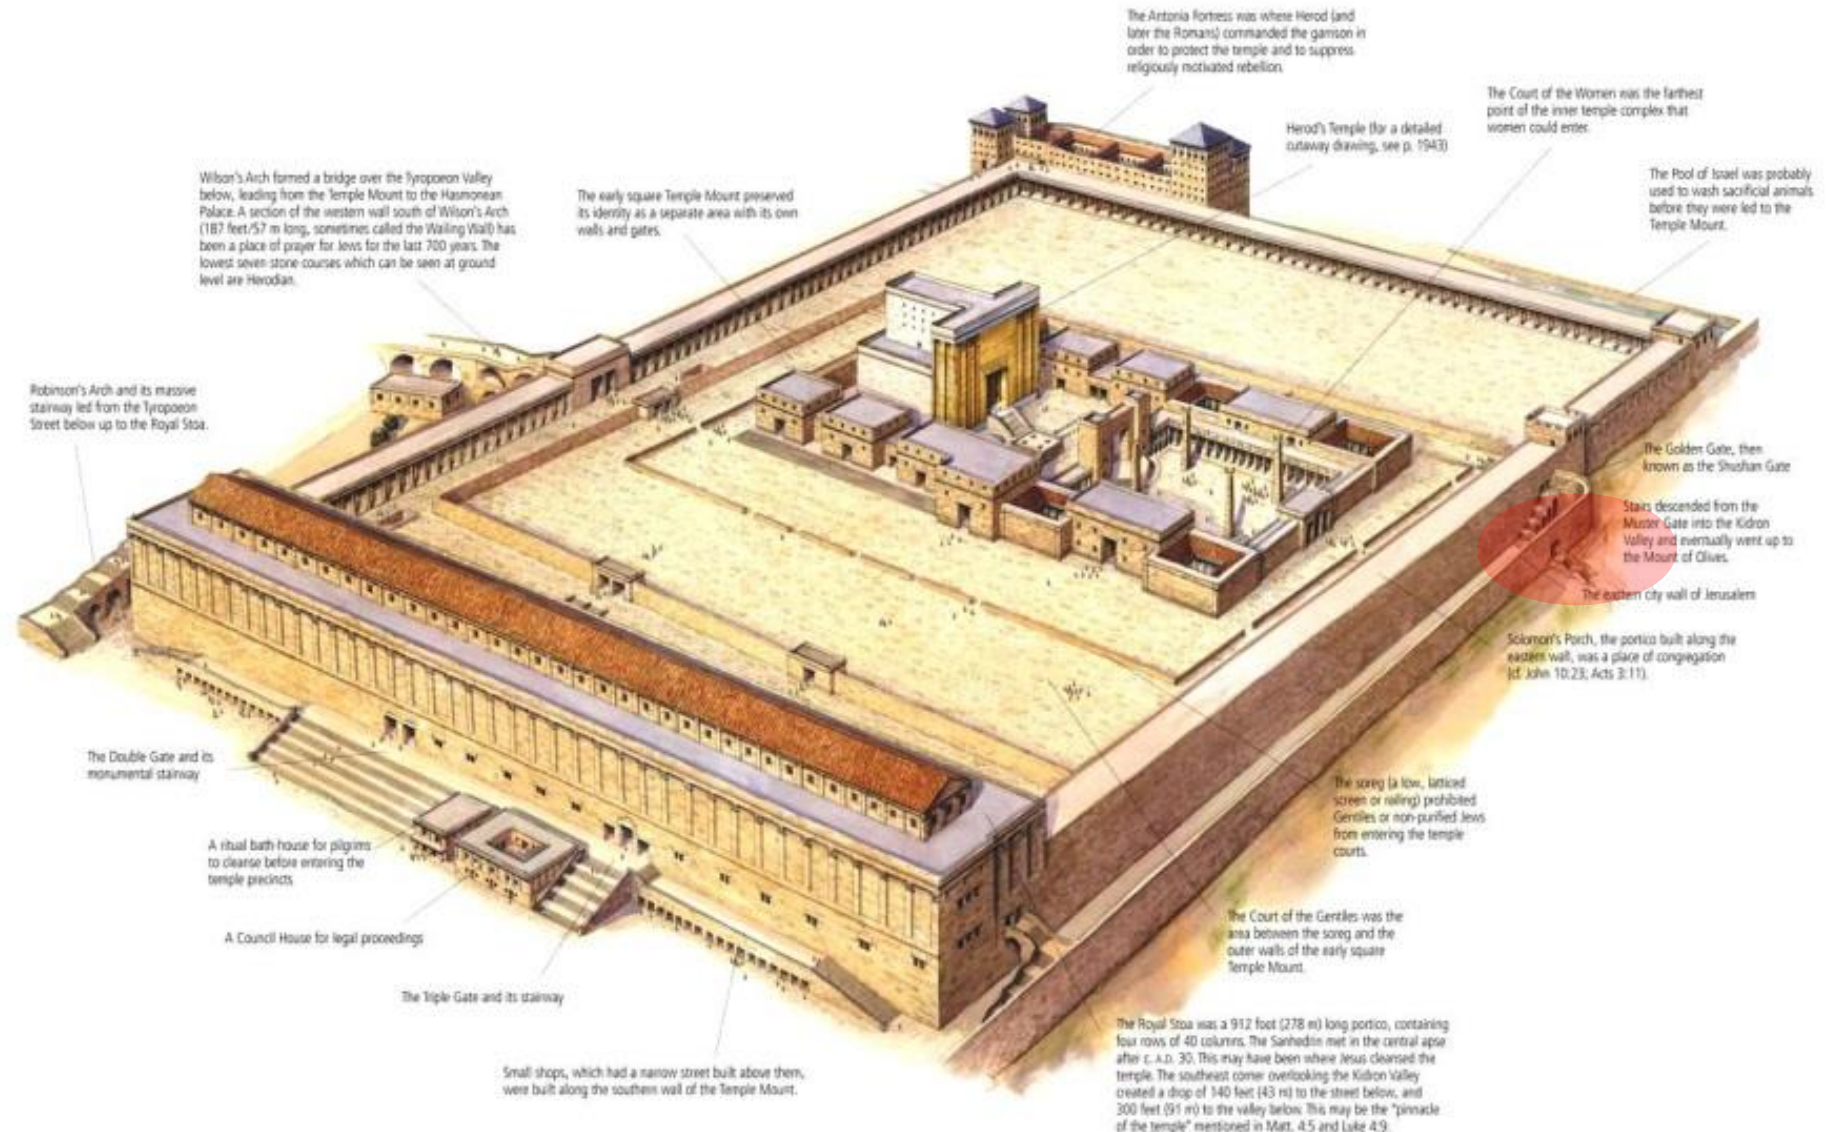 The Antonia Fortress was where Herod (and
later the Romans) commanded the garrison in
order to protect the temple and to suppress
religiously motivated rebellion.
The Court of the Women was the farthest
point of the inner temple complex that
women could enter.
Herod's Temple (for a detailed
cutaway drawing, see p. 1943)
The Pool of Israel was probably
used to wash sacrificial animals
before they were led to the
Temple Mount.
Wilson's Arch formed a bridge over the Tyropoeon Valley
below, leading from the Temple Mount to the Hasmonean
Palace. A section of the western wall south of Wilson's Arch
(187 feet/57 m long, sometimes called the Wailing Wall) has
been a place of prayer for Jews for the last 700 years. The
lowest seven stone courses which can be seen at ground
level are Herodian.
The early square Temple Mount preserved
its identity as a separate area with its own
walls and gates.
Robinson's Arch and its massive
stairway led from the Tyropoeon
Street below up to the Royal Stoa.
The Golden Gate, then
known as the Shushan Gate
Stairs descended from the
Muster Gate into the Kidron
Valley and eventually went up to
the Mount of Olives.
The eastern city wall of Jerusalem
Solomon's Porch, the portico built along the
eastern wall, was a place of congregation
(cf. John 10:23; Acts 3:11).
The Double Gate and its
monumental stairway
The soreg (a low, latticed
screen or railing) prohibited
Gentiles or non-purified Jews
from entering the temple
courts.
A ritual bath-house for pilgrims
to cleanse before entering the
temple precincts
A Council House for legal proceedings
The Court of the Gentiles was the
area between the soreg and the
outer walls of the early square
Temple Mount.
The Triple Gate and its stairway
Small shops, which had a narrow street built above them,
were built along the southern wall of the Temple Mount.
The Royal Stoa was a 912 foot (278 m) long portico, containing
four rows of 40 columns. The Sanhedrin met in the central apse
after c. A.D. 30. This may have been where Jesus cleansed the
temple. The southeast corner overlooking the Kidron Valley
created a drop of 140 feet (43 m) to the street below, and
300 feet (91 m) to the valley below. This may be the "pinnacle
of the temple" mentioned in Matt. 4:5 and Luke 4:9.